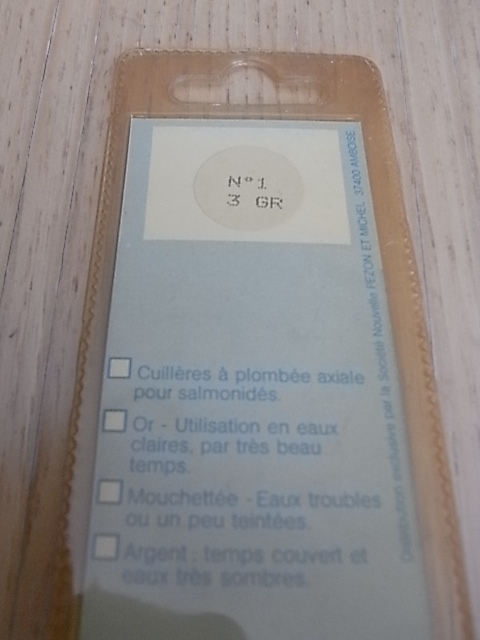 N°1
3 GR
Cuillères à plombée axiale
pour salmonidés.
Or - Utilisation en eaux
claires, par très beau
temps.
Mouchettée - Eaux troubles
ou un peu teintées.
Argent : temps couvert et
eaux très sombres.
Distribution exclusive par la Société Nouvelle PEZON ET MICHEL 37400 AMBOISE